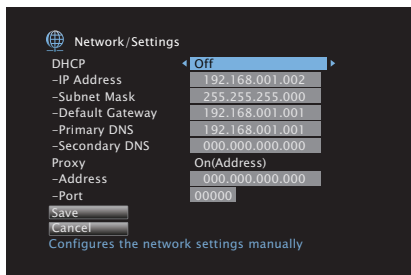 Network/Settings
DHCP Off
–IP Address 192.168.001.002
–Subnet Mask 255.255.255.000
–Default Gateway 192.168.001.001
–Primary DNS 192.168.001.001
–Secondary DNS 000.000.000.000
Proxy On(Address)
–Address 000.000.000.000
–Port 00000
Save
Cancel
Configures the network settings manually